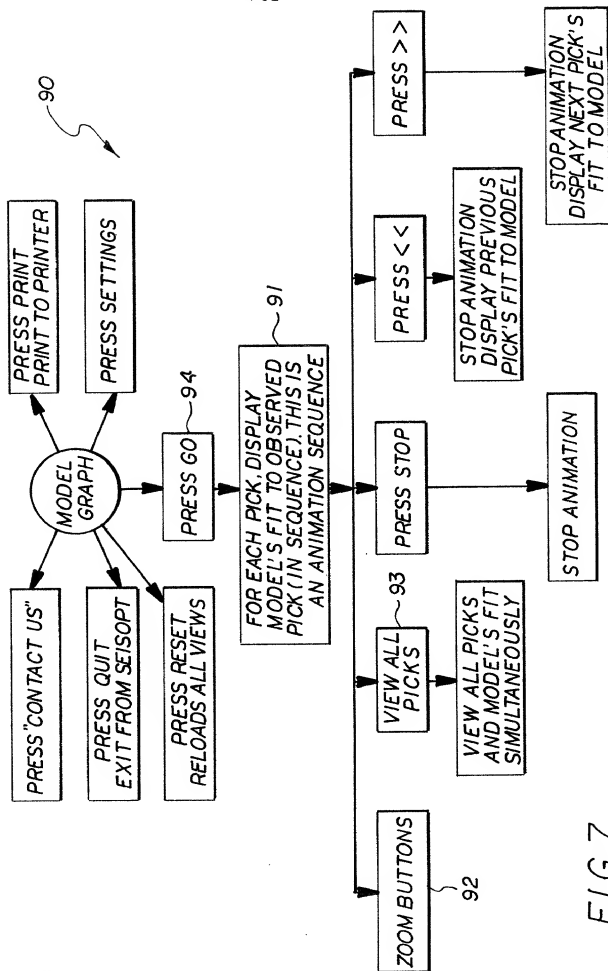 90
PRESS PRINT
PRINT TO PRINTER
PRESS SETTINGS
MODEL
GRAPH
PRESS "CONTACT US"
PRESS QUIT
EXIT FROM SEISOPT
PRESS RESET
RELOADS ALL VIEWS
PRESS GO
94
FOR EACH PICK, DISPLAY
MODEL'S FIT TO OBSERVED
PICK (IN SEQUENCE). THIS IS
AN ANIMATION SEQUENCE
91
ZOOM BUTTONS
92
VIEW ALL
PICKS
93
VIEW ALL PICKS
AND MODEL'S FIT
SIMULTANEOUSLY
PRESS STOP
STOP ANIMATION
PRESS <<
STOP ANIMATION
DISPLAY PREVIOUS
PICK'S FIT TO MODEL
PRESS >>
STOP ANIMATION
DISPLAY NEXT PICK'S
FIT TO MODEL
FIG. 7